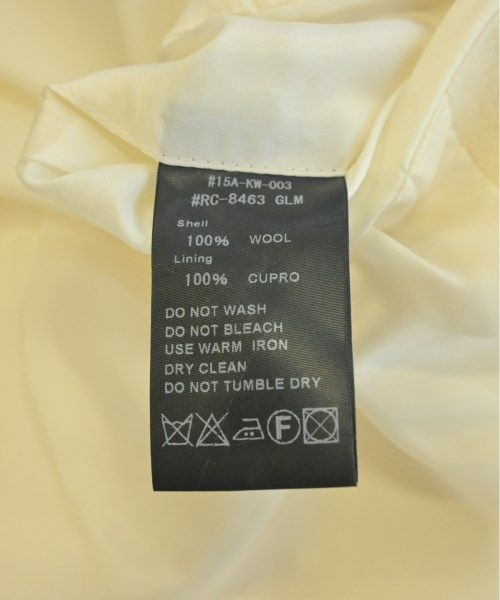 #15A-KW-003
#RC-8463 GLM
Shell
100% WOOL
Lining
100% CUPRO
DO NOT WASH
DO NOT BLEACH
USE WARM IRON
DRY CLEAN
DO NOT TUMBLE DRY
F